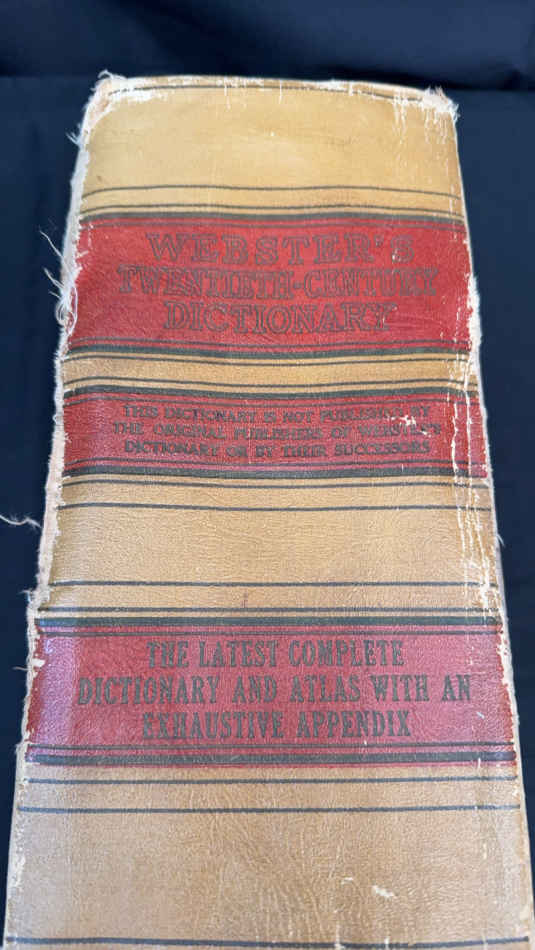 WEBSTER'S
TWENTIETH-CENTURY
DICTIONARY
THIS DICTIONARY IS NOT PUBLISHED BY
THE ORIGINAL PUBLISHERS OF WEBSTER'S
DICTIONARY OR BY THEIR SUCCESSORS
THE LATEST COMPLETE
DICTIONARY AND ATLAS WITH AN
EXHAUSTIVE APPENDIX